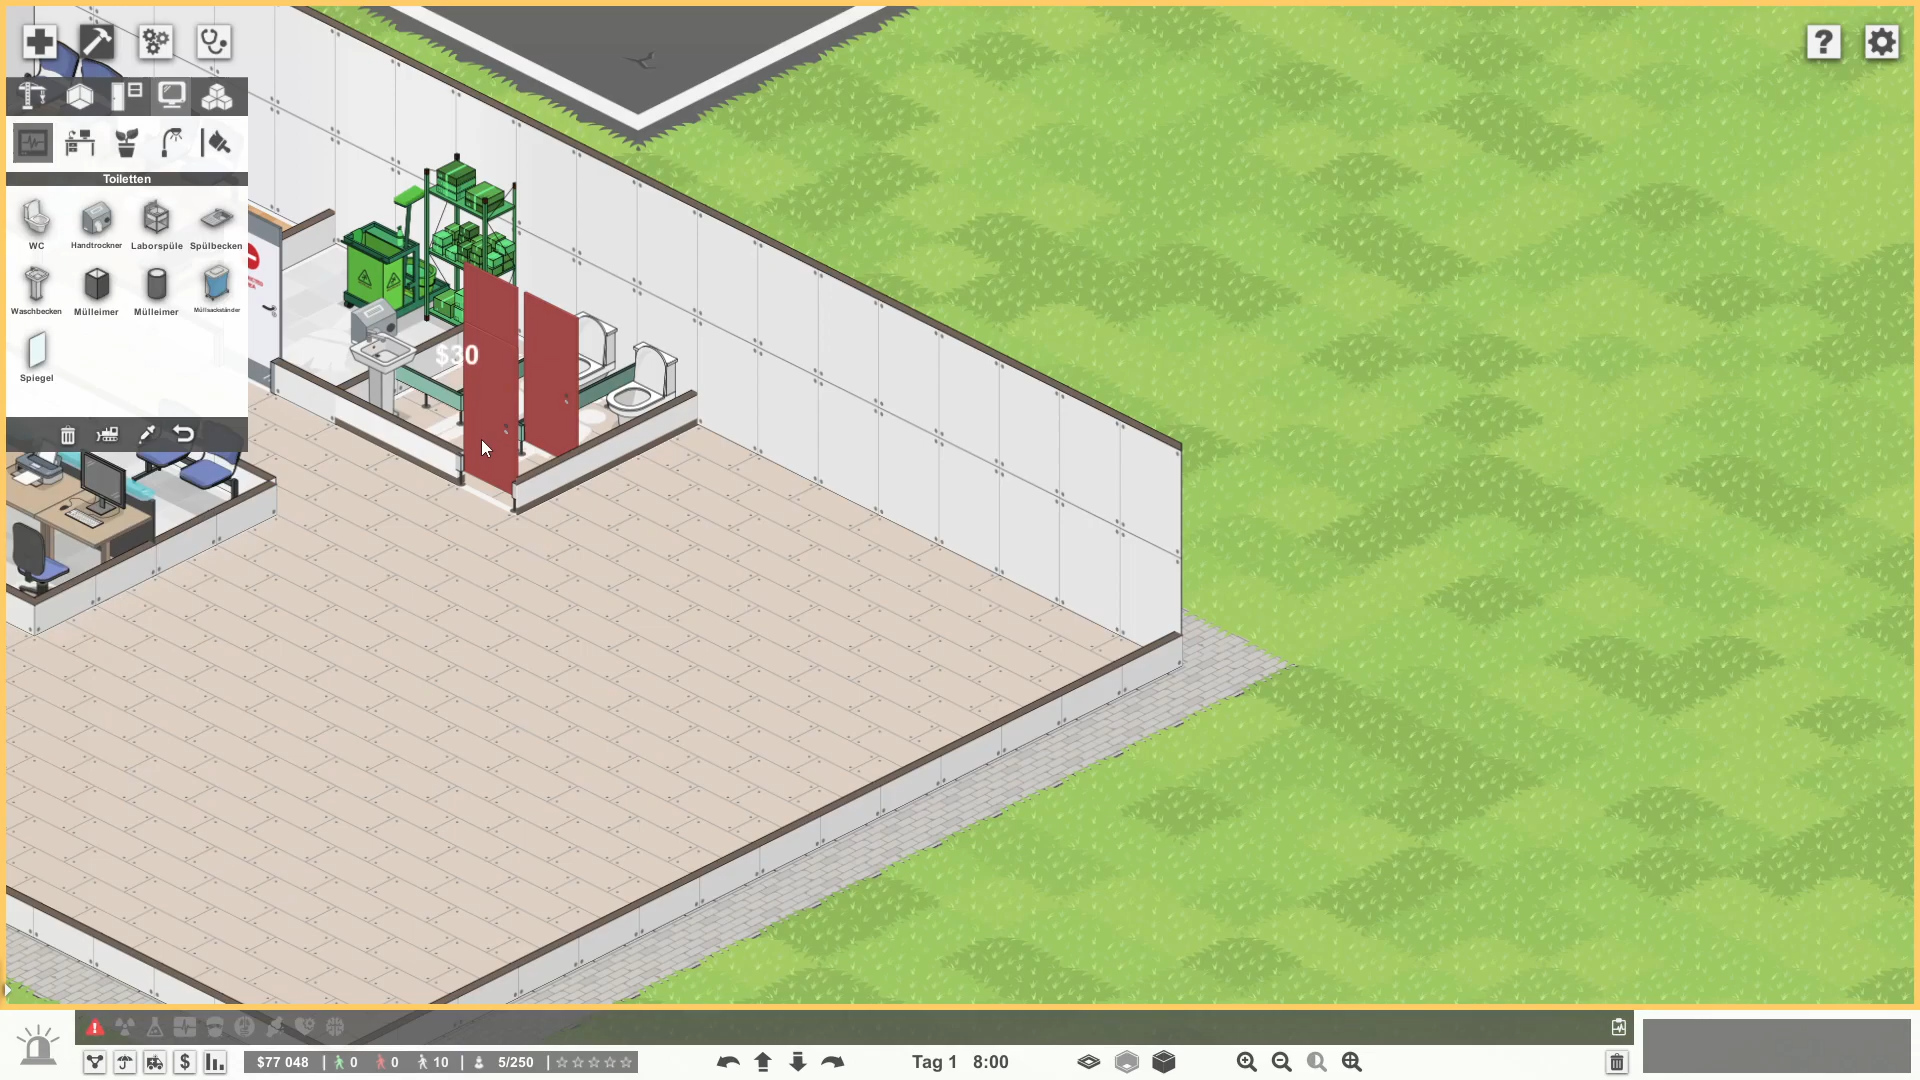 Toiletten
WC
Handtrockner
Laborspüle
Spülbecken
Waschbecken
Mülleimer
Mülleimer
Müllsackständer
Spiegel
$30
$77 048
0
0
10
5/250
Tag 1
8:00